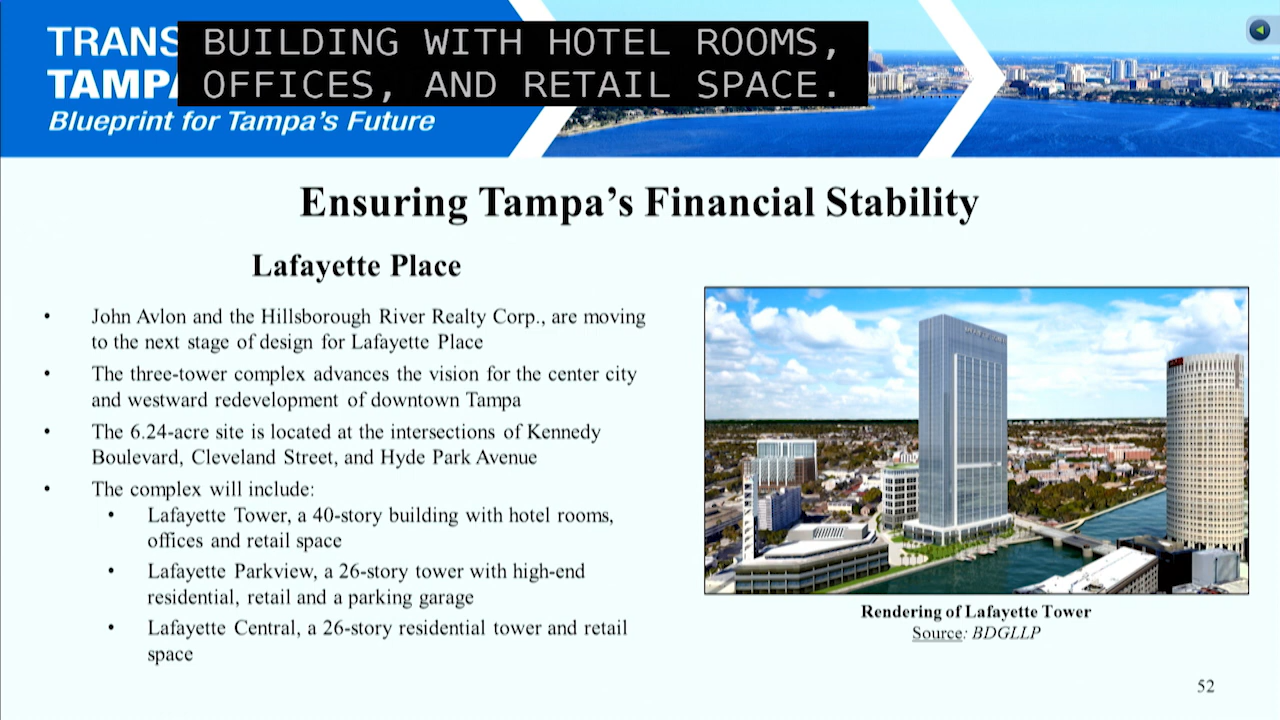 TRANS
TAMPA
BUILDING WITH HOTEL ROOMS,
OFFICES, AND RETAIL SPACE.
Blueprint for Tampa's Future
Ensuring Tampa's Financial Stability
Lafayette Place
• John Avlon and the Hillsborough River Realty Corp., are moving
to the next stage of design for Lafayette Place
• The three-tower complex advances the vision for the center city
and westward redevelopment of downtown Tampa
• The 6.24-acre site is located at the intersections of Kennedy
Boulevard, Cleveland Street, and Hyde Park Avenue
• The complex will include:
• Lafayette Tower, a 40-story building with hotel rooms,
offices and retail space
• Lafayette Parkview, a 26-story tower with high-end
residential, retail and a parking garage
• Lafayette Central, a 26-story residential tower and retail
space
Rendering of Lafayette Tower
Source: BDGLLP
52